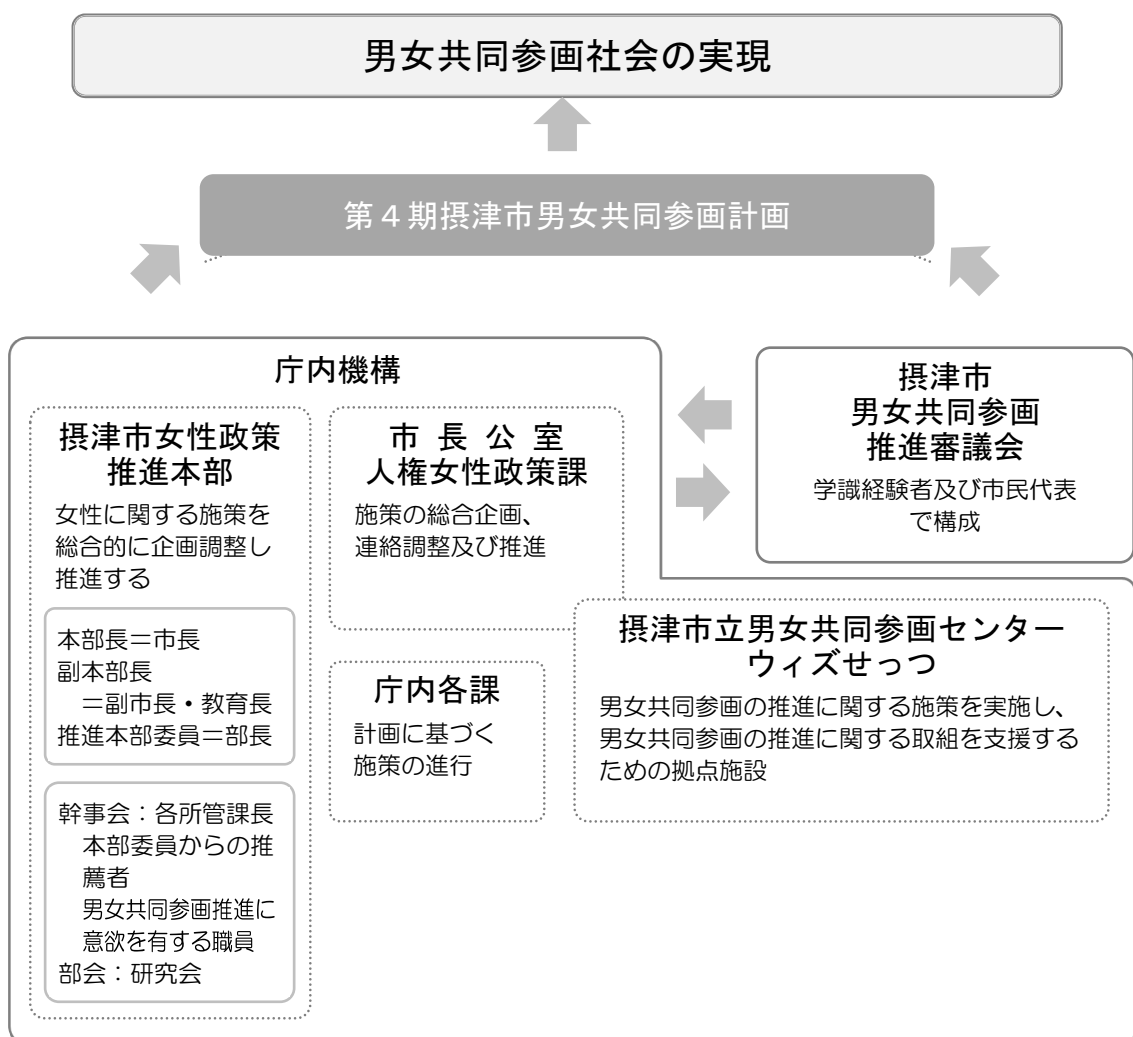 男女共同参画社会の実現
第４期摂津市男女共同参画計画
庁内機構
摂津市女性政策
推進本部
女性に関する施策を
総合的に企画調整し
推進する
本部長＝市長
副本部長
＝副市長・教育長
推進本部委員＝部長
幹事会：各所管課長
本部委員からの推
薦者
男女共同参画推進に
意欲を有する職員
部会：研究会
市長公室
人権女性政策課
施策の総合企画、
連絡調整及び推進
庁内各課
計画に基づく
施策の進行
摂津市立男女共同参画センター
ウィズせっつ
男女共同参画の推進に関する施策を実施し、
男女共同参画の推進に関する取組を支援する
ための拠点施設
摂津市
男女共同参画
推進審議会
学識経験者及び市民代表
で構成